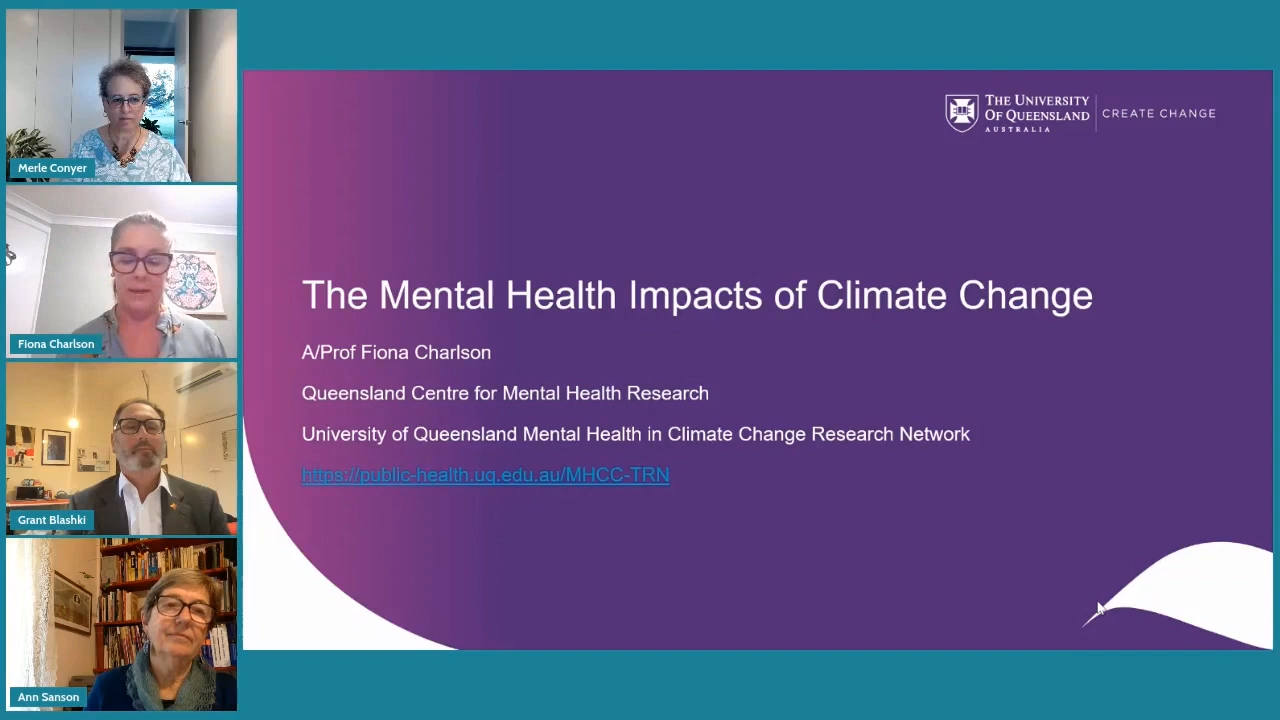 Merle Conyer
Fiona Charlson
Grant Blashki
Ann Sanson
THE UNIVERSITY
OF QUEENSLAND
AUSTRALIA
CREATE CHANGE
The Mental Health Impacts of Climate Change
A/Prof Fiona Charlson
Queensland Centre for Mental Health Research
University of Queensland Mental Health in Climate Change Research Network
https://public-health.uq.edu.au/MHCC-TRN